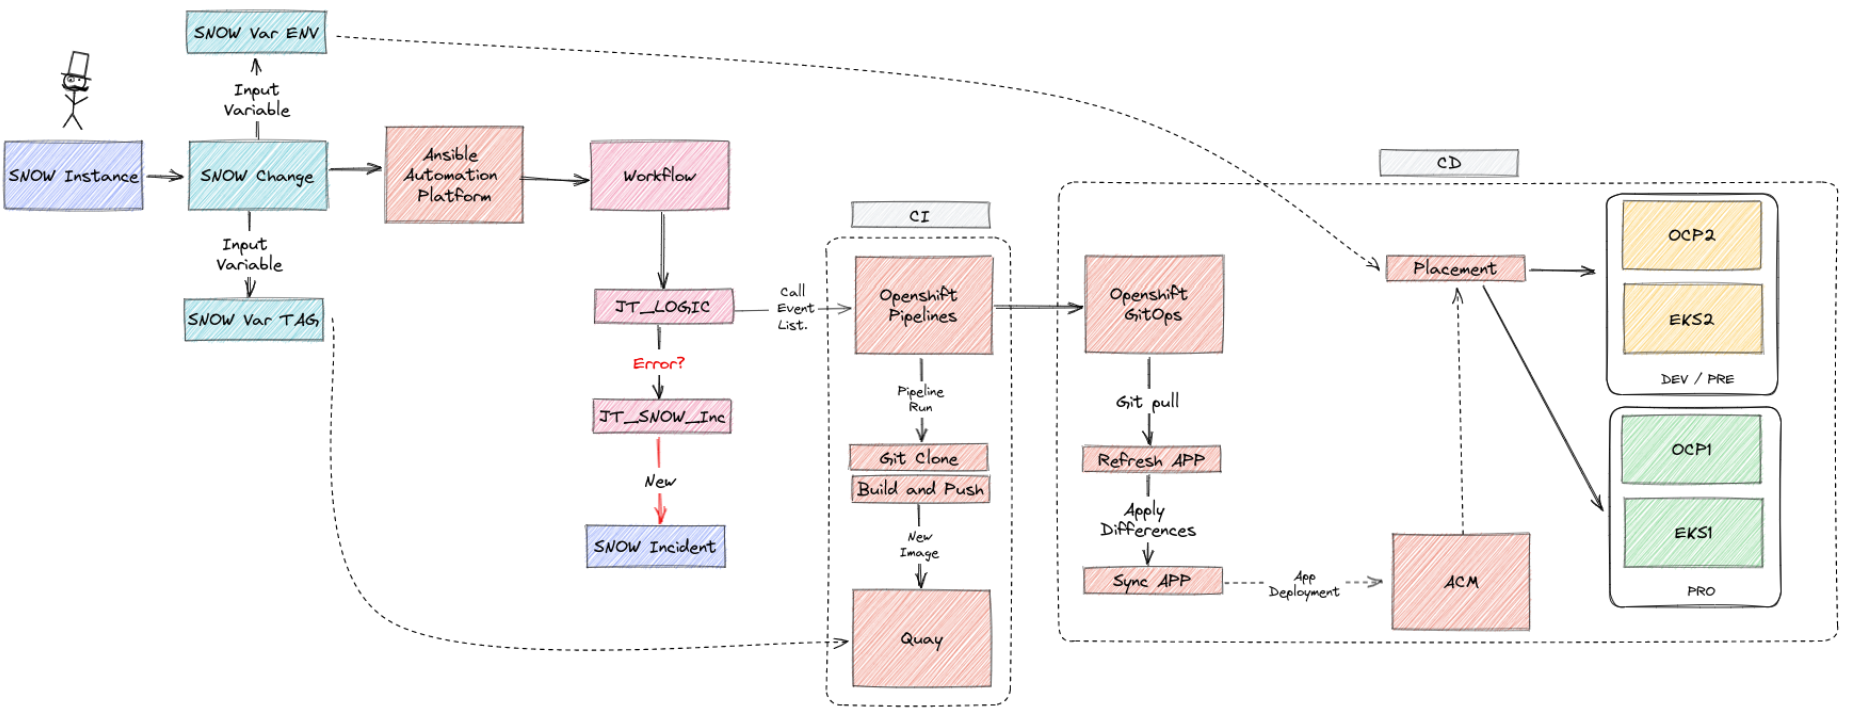 SNOW Var ENV
Input
Variable
SNOW Instance
SNOW Change
Ansible
Automation
Platform
Workflow
Input
Variable
SNOW Var TAG
JT_LOGIC
Call
Event
List.
Error?
JT_SNOW_Inc
New
SNOW Incident
CI
Openshift
Pipelines
Pipeline
Run
Git Clone
Build and Push
New
Image
Quay
CD
Openshift
GitOps
Git pull
Refresh APP
Apply
Differences
Sync APP
App
Deployment
ACM
Placement
OCP2
EKS2
DEV / PRE
OCP1
EKS1
PRO